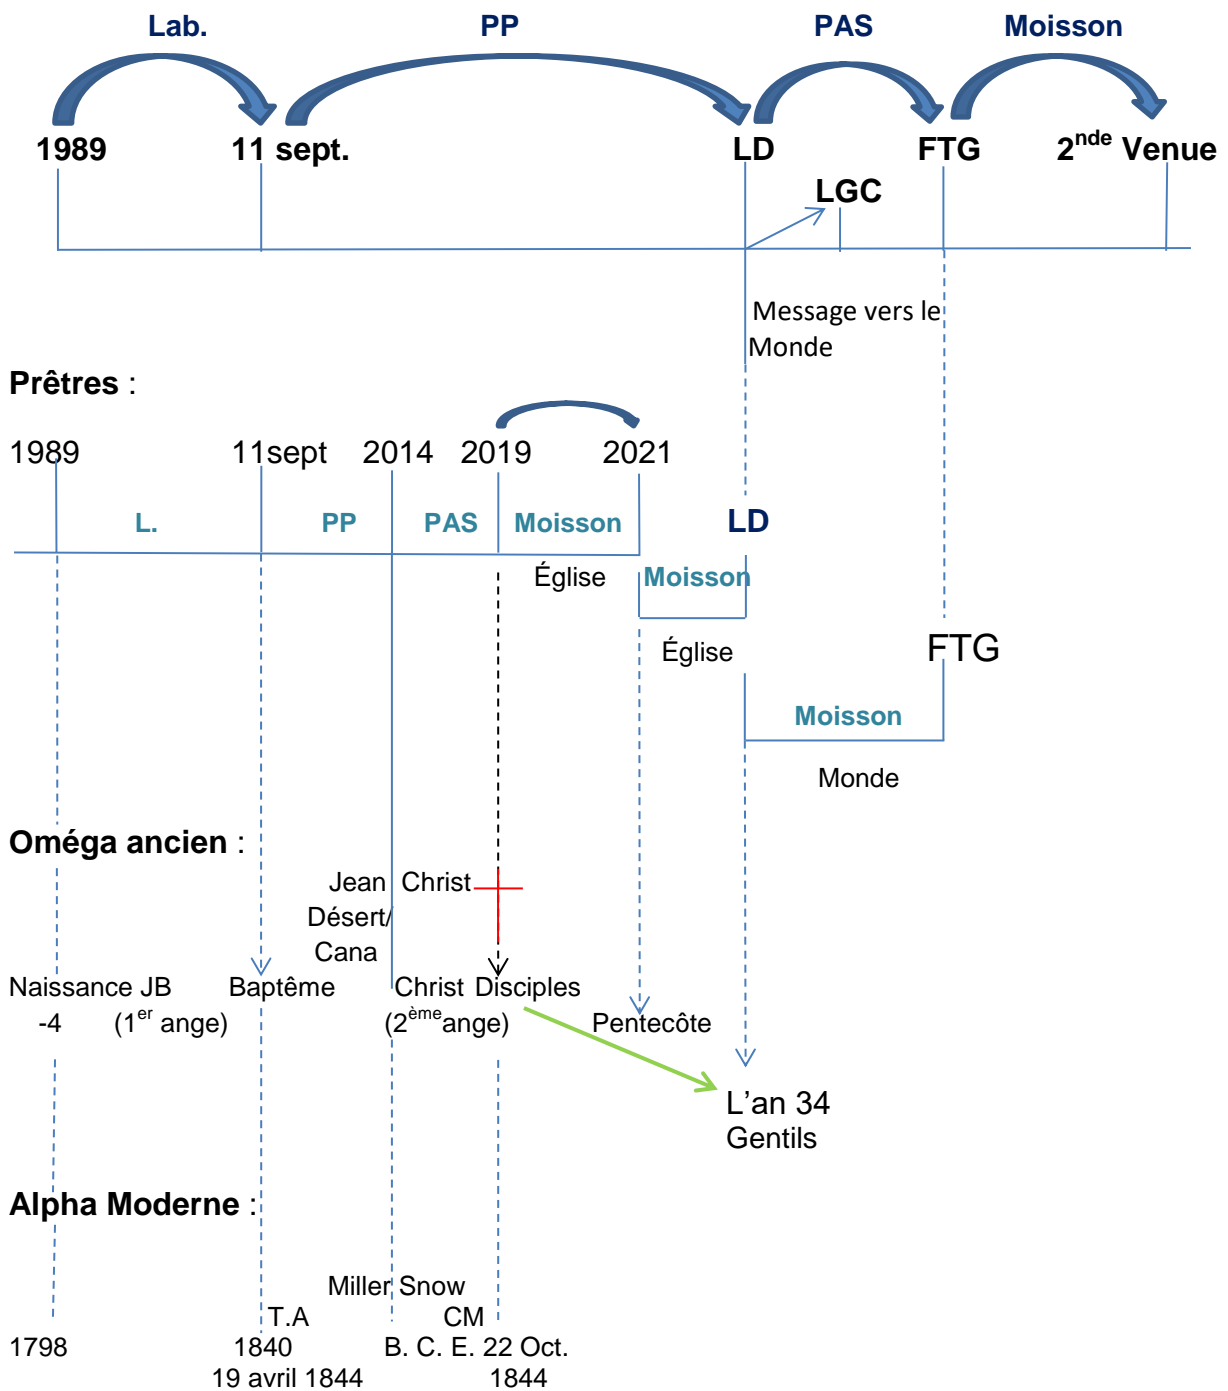 Lab. PP PAS Moisson
1989 11 sept. LD FTG 2nde Venue
LGC
Message vers le
Monde
Prêtres :
1989 11sept 2014 2019 2021
L. PP PAS Moisson LD
Église Moisson
Église FTG
Moisson
Monde
Oméga ancien :
Jean Christ
Désert/
Cana
Naissance JB Baptême Christ Disciples
-4 (1er ange) (2ème ange) Pentecôte
L'an 34
Gentils
Alpha Moderne :
Miller Snow
T.A CM
1798 1840 B. C. E. 22 Oct.
19 avril 1844 1844